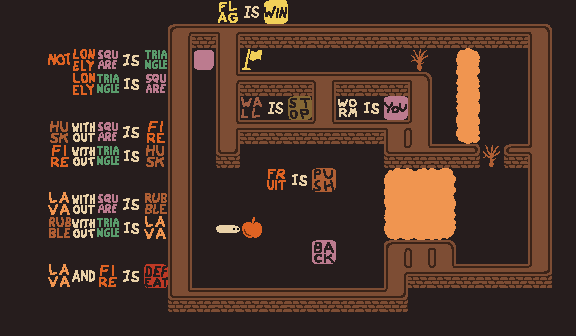 FLAG IS WIN
NOT LONELY SQUARE IS TRIANGLE
LONELY TRIANGLE IS SQUARE
WALL IS STOP
WORM IS YOU
HUSK WITHOUT SQUARE IS FIRE
FIRE WITHOUT TRIANGLE IS HUSK
FRUIT IS PUSH
LAVA WITHOUT SQUARE IS RUBBLE
RUBBLE WITHOUT TRIANGLE IS LAVA
BACK
LAVA AND FIRE IS DEFEAT